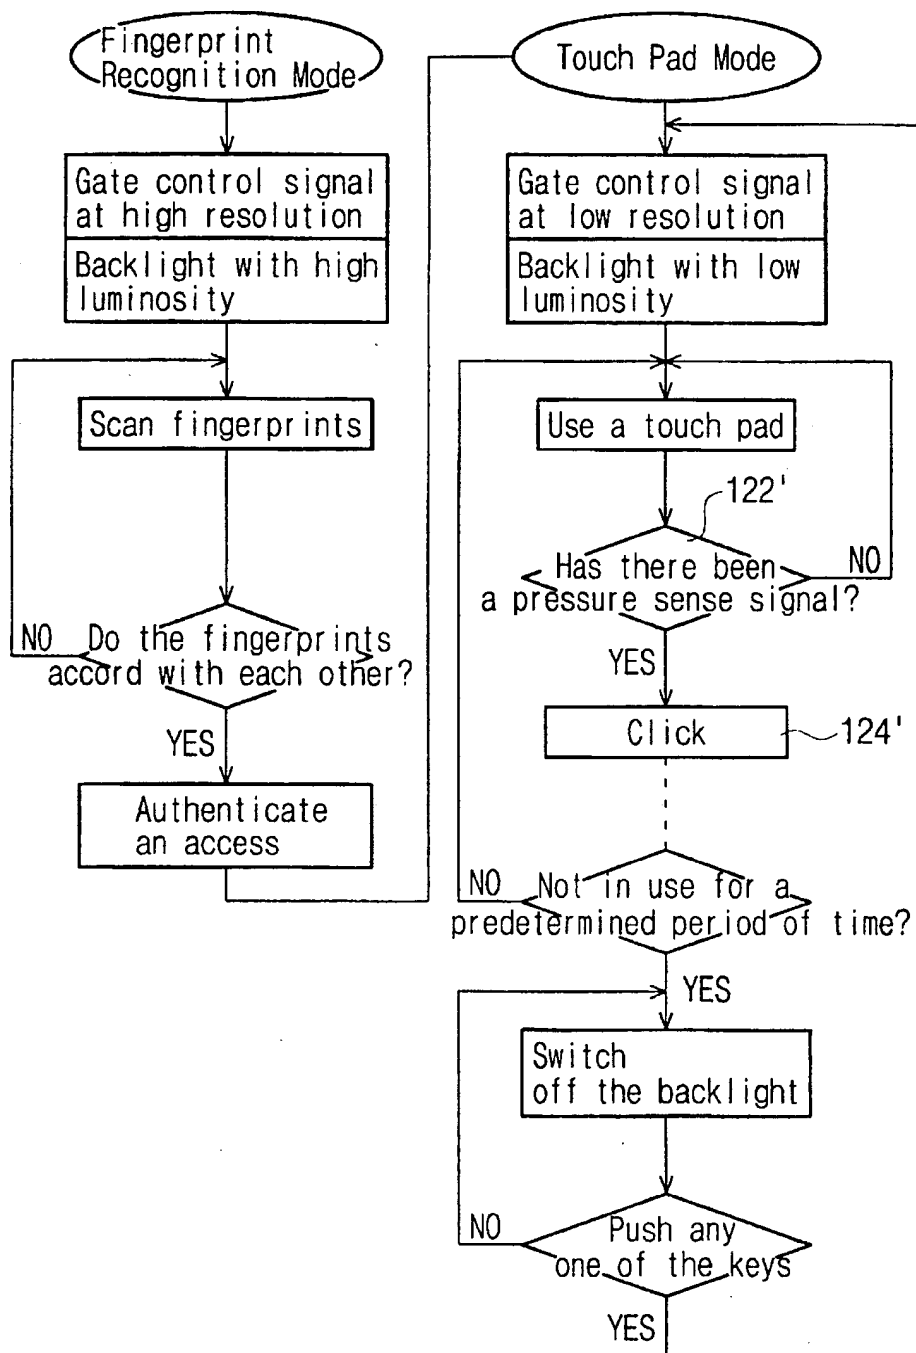 Fingerprint
Recognition Mode
Gate control signal
at high resolution
Backlight with high
luminosity
Scan fingerprints
NO
Do the fingerprints
accord with each other?
YES
Authenticate
an access
Touch Pad Mode
Gate control signal
at low resolution
Backlight with low
luminosity
Use a touch pad
122'
Has there been
a pressure sense signal?
NO
YES
Click
124'
NO
Not in use for a
predetermined period of time?
YES
Switch
off the backlight
NO
Push any
one of the keys
YES